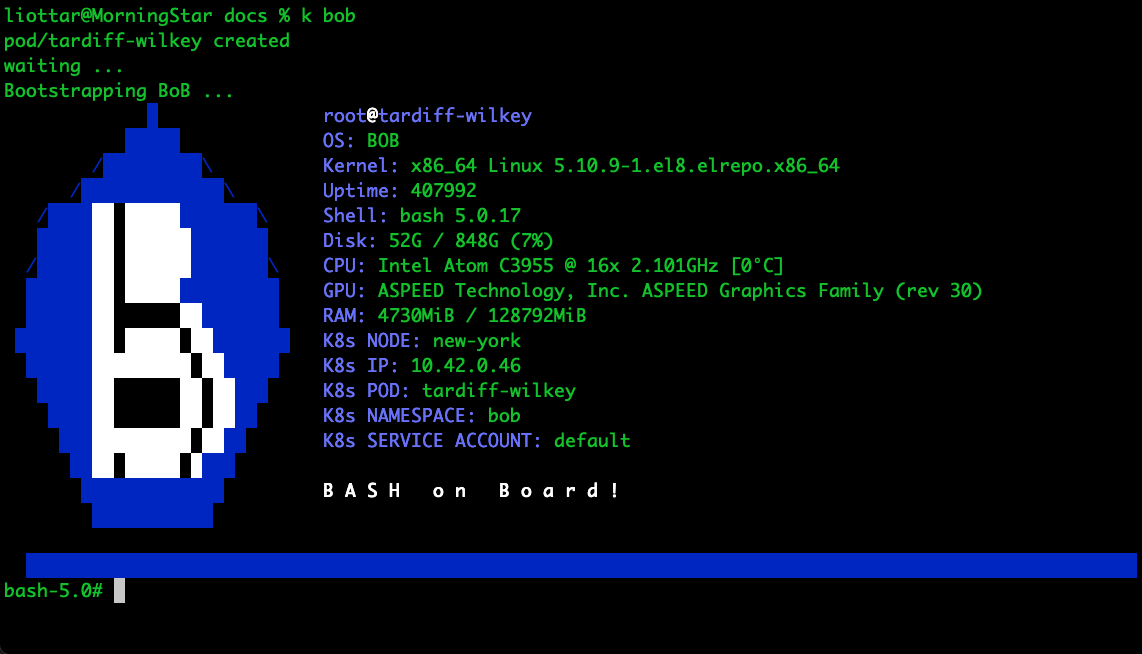 liottar@MorningStar docs % k bob
pod/tardiff-wilkey created
waiting ...
Bootstrapping BoB ...
root@tardiff-wilkey
OS: BOB
Kernel: x86_64 Linux 5.10.9-1.el8.elrepo.x86_64
Uptime: 407992
Shell: bash 5.0.17
Disk: 52G / 848G (7%)
CPU: Intel Atom C3955 @ 16x 2.101GHz [0°C]
GPU: ASPEED Technology, Inc. ASPEED Graphics Family (rev 30)
RAM: 4730MiB / 128792MiB
K8s NODE: new-york
K8s IP: 10.42.0.46
K8s POD: tardiff-wilkey
K8s NAMESPACE: bob
K8s SERVICE ACCOUNT: default
B A S H  o n  B o a r d !
bash-5.0#